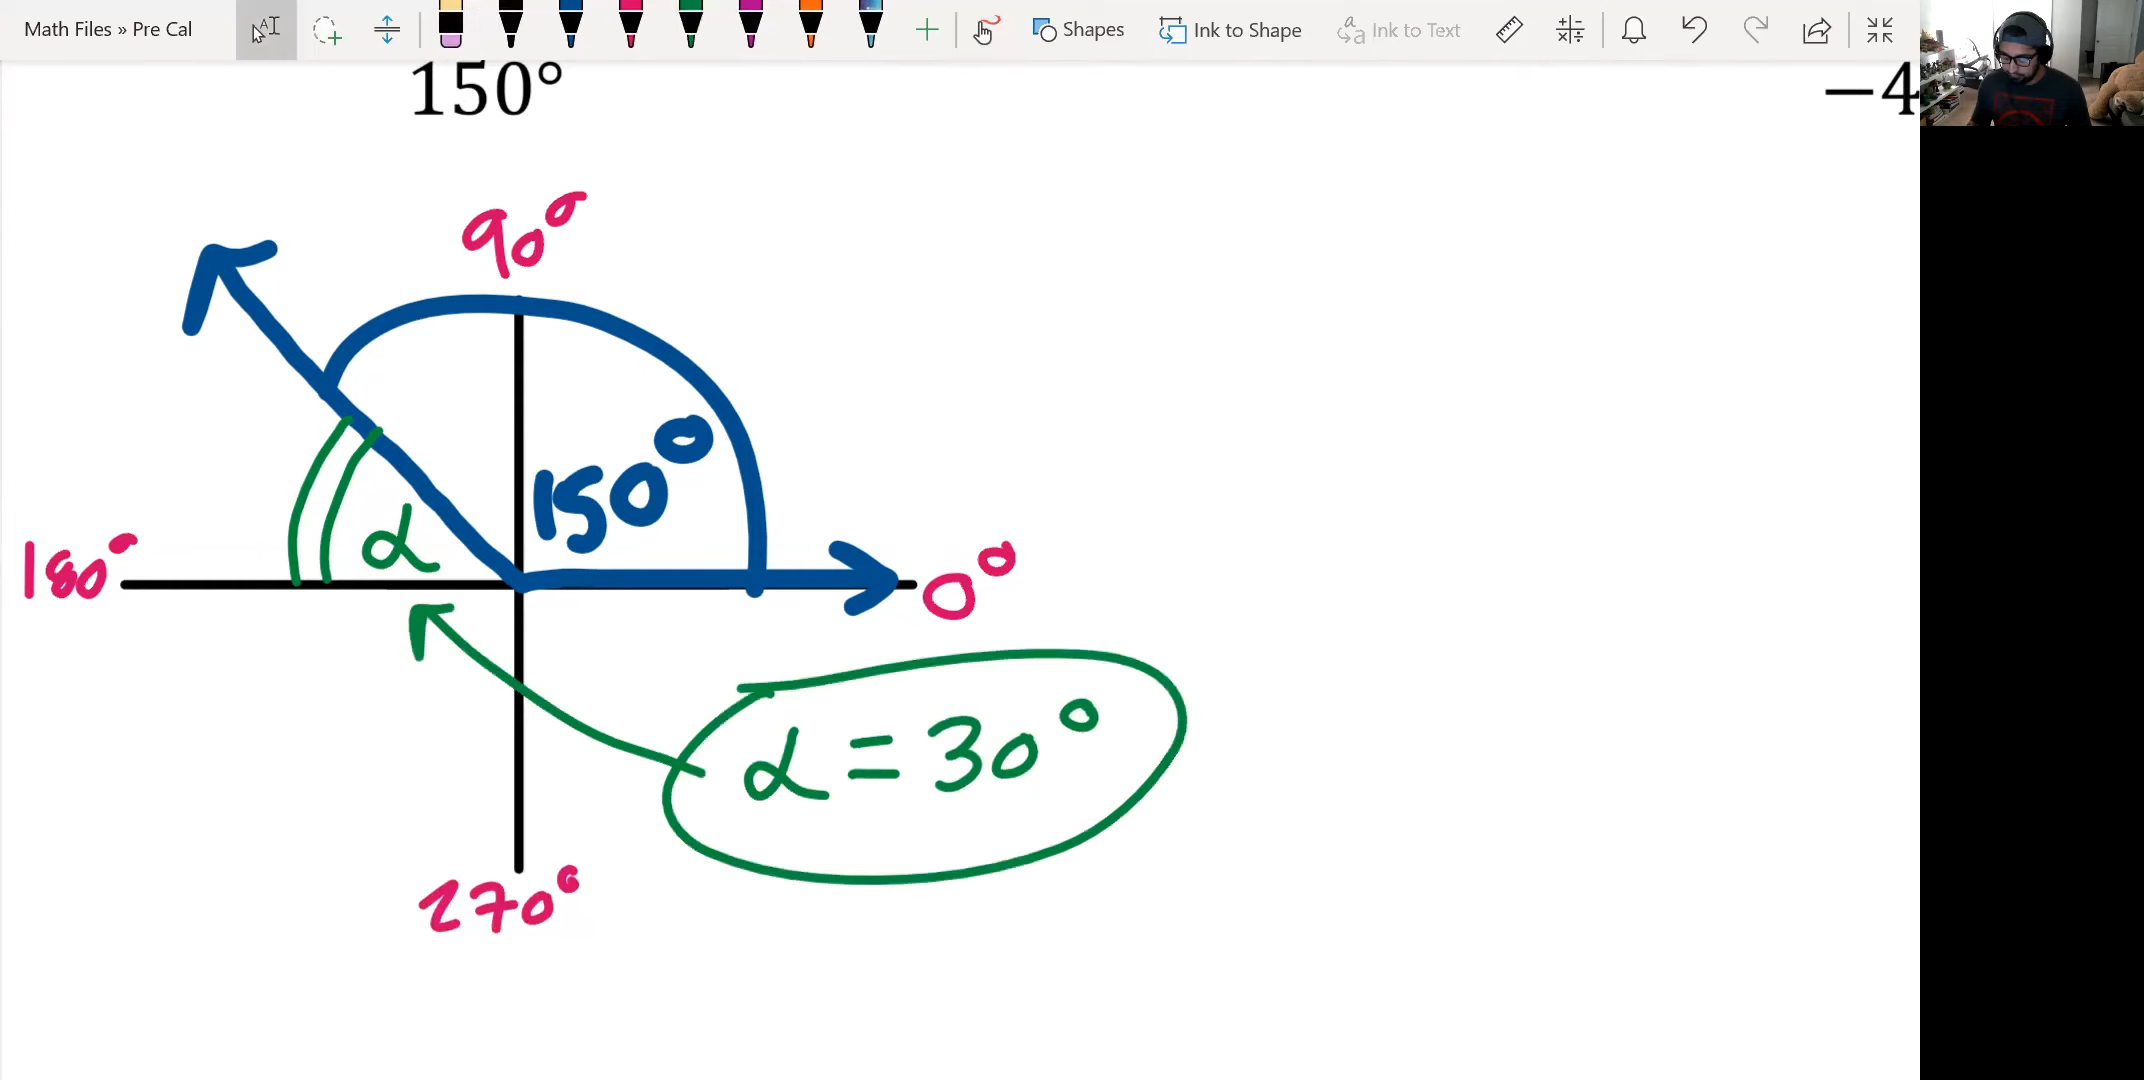 Math Files » Pre Cal
Shapes
Ink to Shape
Ink to Text
150°
−4
90°
150°
α
180°
0°
α = 30°
270°